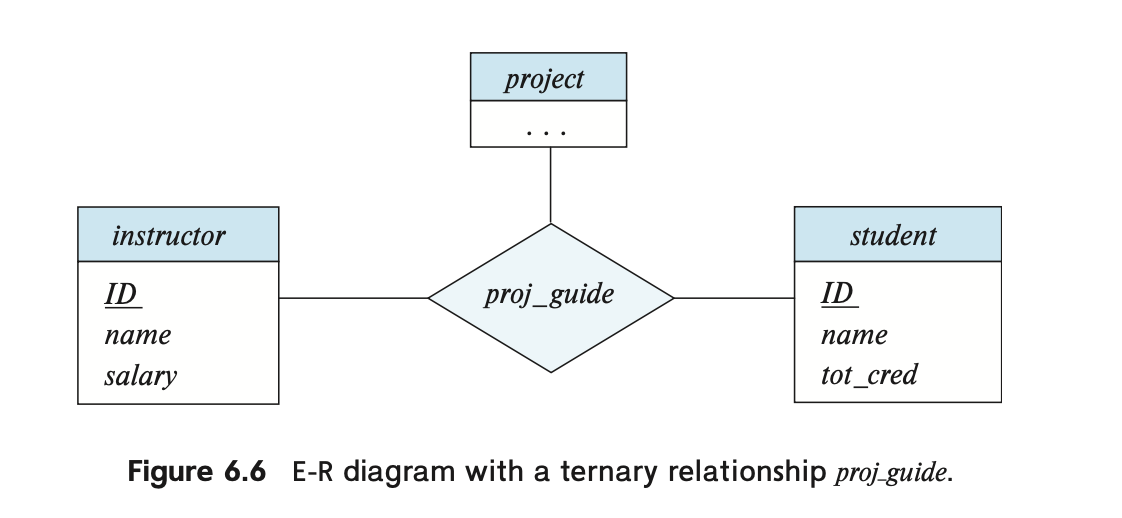 project
. . .
instructor
ID
name
salary
proj_guide
student
ID
name
tot_cred
Figure 6.6 E-R diagram with a ternary relationship proj_guide.